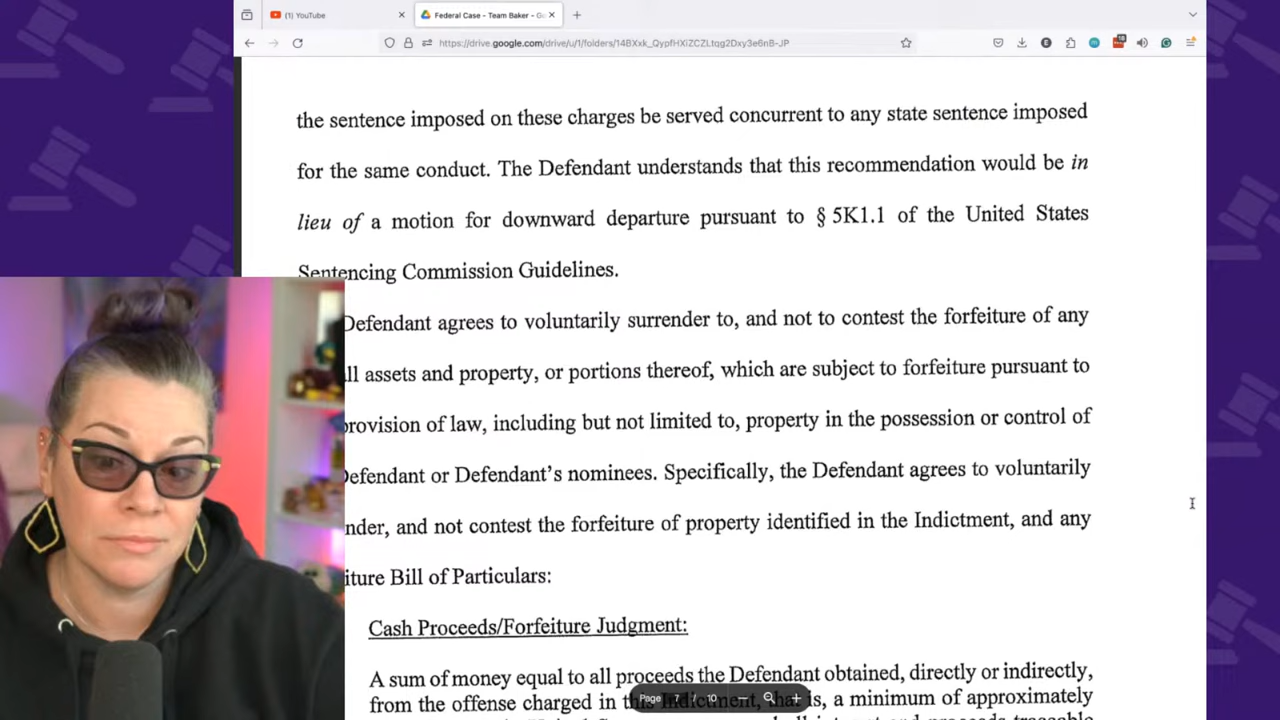 (1) YouTube
Federal Case - Team Baker - Go
https://drive.google.com/drive/u/1/folders/14BXxk_QypfHXiZCZLtqg2Dxy3e6nB-JP
the sentence imposed on these charges be served concurrent to any state sentence imposed
for the same conduct. The Defendant understands that this recommendation would be in
lieu of a motion for downward departure pursuant to § 5K1.1 of the United States
Sentencing Commission Guidelines.
Defendant agrees to voluntarily surrender to, and not to contest the forfeiture of any
ll assets and property, or portions thereof, which are subject to forfeiture pursuant to
provision of law, including but not limited to, property in the possession or control of
Defendant or Defendant's nominees. Specifically, the Defendant agrees to voluntarily
nder, and not contest the forfeiture of property identified in the Indictment, and any
iture Bill of Particulars:
Cash Proceeds/Forfeiture Judgment:
A sum of money equal to all proceeds the Defendant obtained, directly or indirectly,
from the offense charged in this Indictment, that is, a minimum of approximately
Page 7 / 10